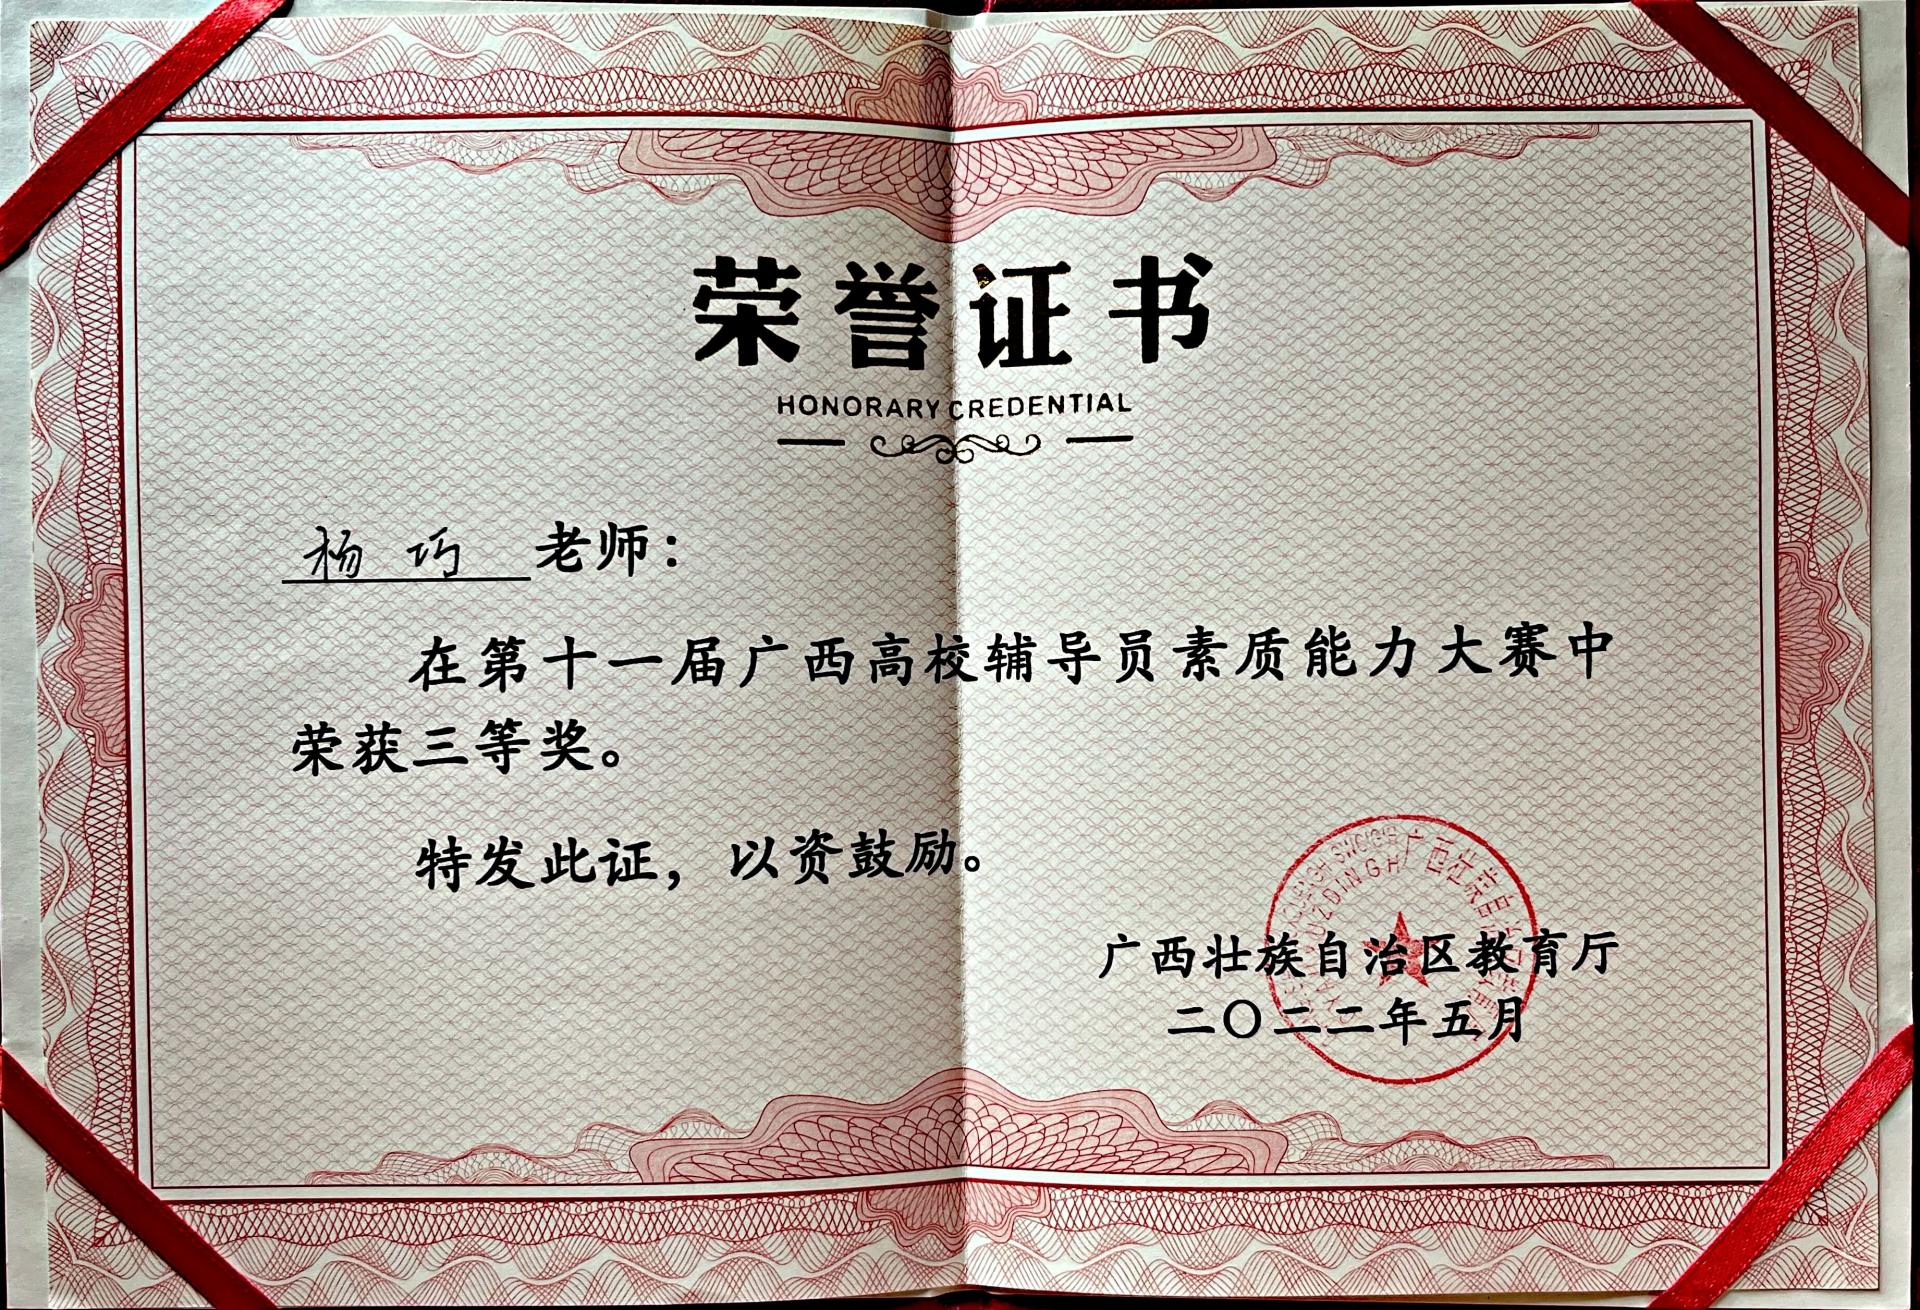 荣誉证书
HONORARY CREDENTIAL
杨巧 老师：
在第十一届广西高校辅导员素质能力大赛中
荣获三等奖。
特发此证，以资鼓励。
广西壮族自治区教育厅
二〇二二年五月